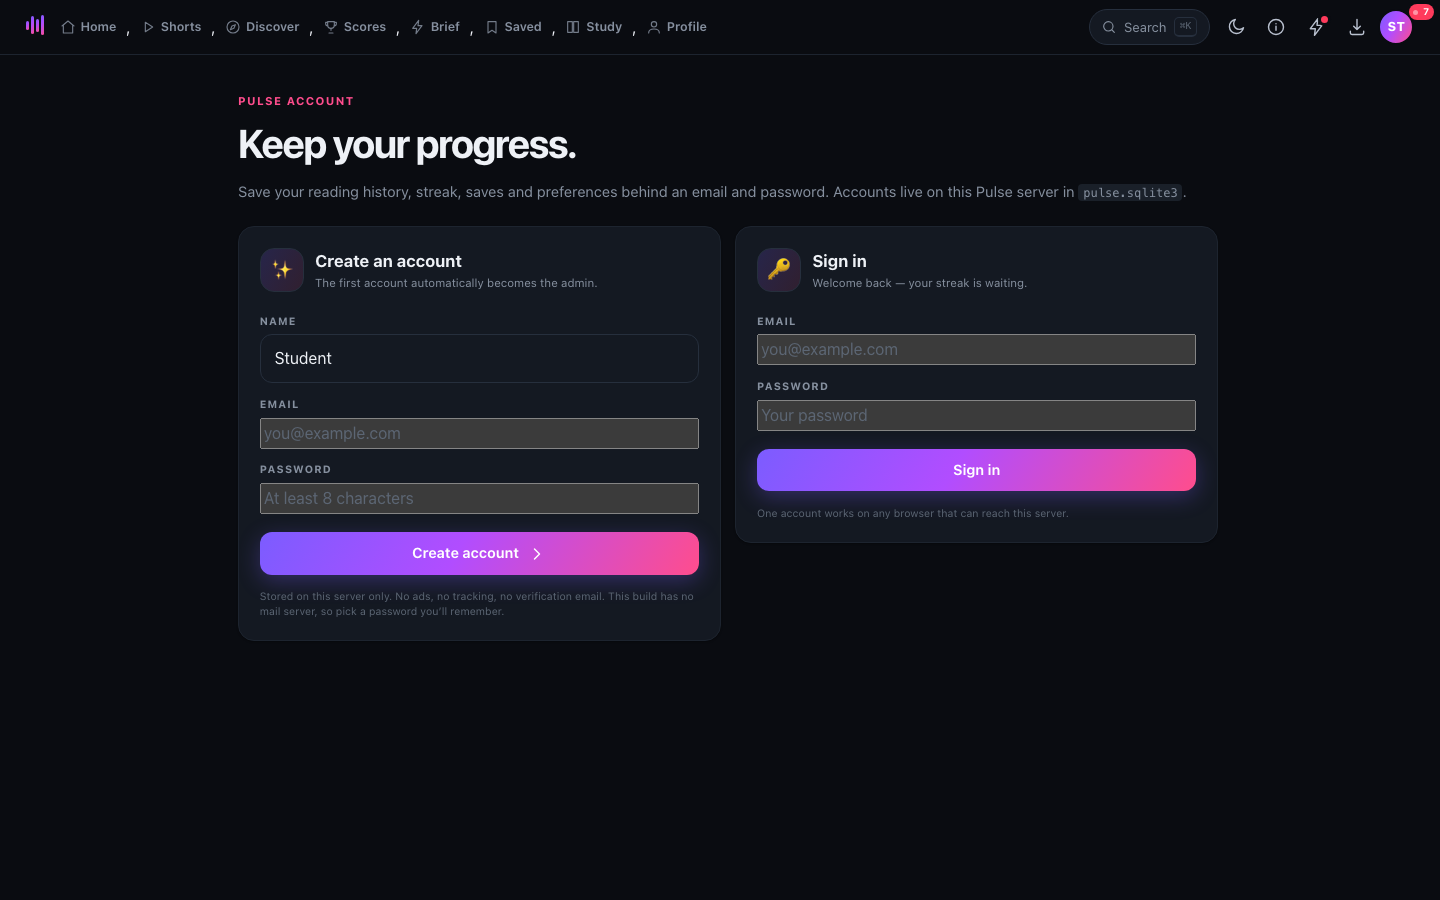 Home , Shorts , Discover , Scores , Brief , Saved , Study , Profile Search ⌘K ST 7
PULSE ACCOUNT
Keep your progress.
Save your reading history, streak, saves and preferences behind an email and password. Accounts live on this Pulse server in pulse.sqlite3.
Create an account
The first account automatically becomes the admin.
NAME
Student
EMAIL
you@example.com
PASSWORD
At least 8 characters
Create account
Stored on this server only. No ads, no tracking, no verification email. This build has no
mail server, so pick a password you'll remember.
Sign in
Welcome back — your streak is waiting.
EMAIL
you@example.com
PASSWORD
Your password
Sign in
One account works on any browser that can reach this server.